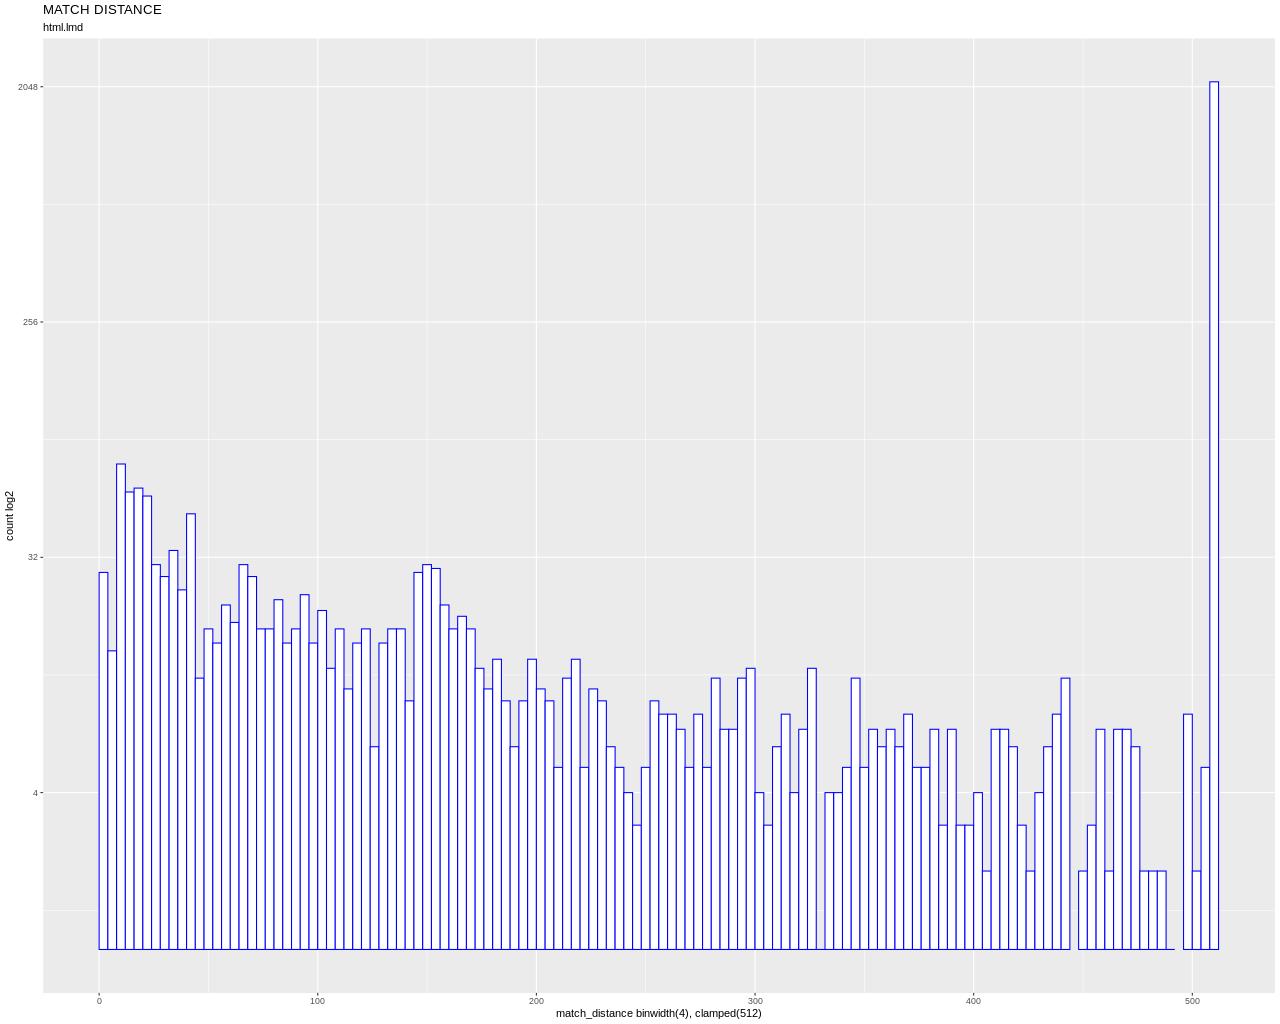 MATCH DISTANCE
html.lmd
2048
256
32
4
count log2
0 100 200 300 400 500
match_distance binwidth(4), clamped(512)